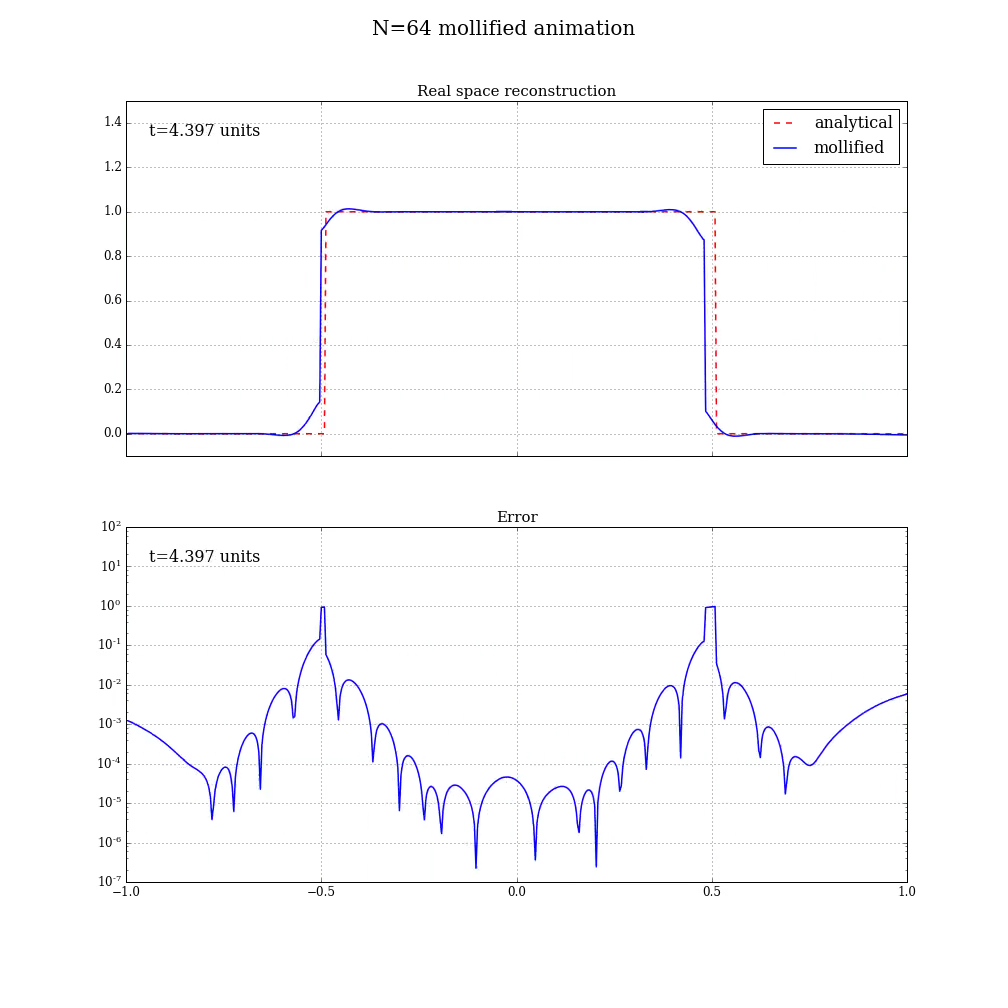 N=64 mollified animation
Real space reconstruction
t=4.397 units
analytical
mollified
1.4
1.2
1.0
0.8
0.6
0.4
0.2
0.0
Error
t=4.397 units
10²
10¹
10⁰
10⁻¹
10⁻²
10⁻³
10⁻⁴
10⁻⁵
10⁻⁶
10⁻⁷
−1.0 −0.5 0.0 0.5 1.0